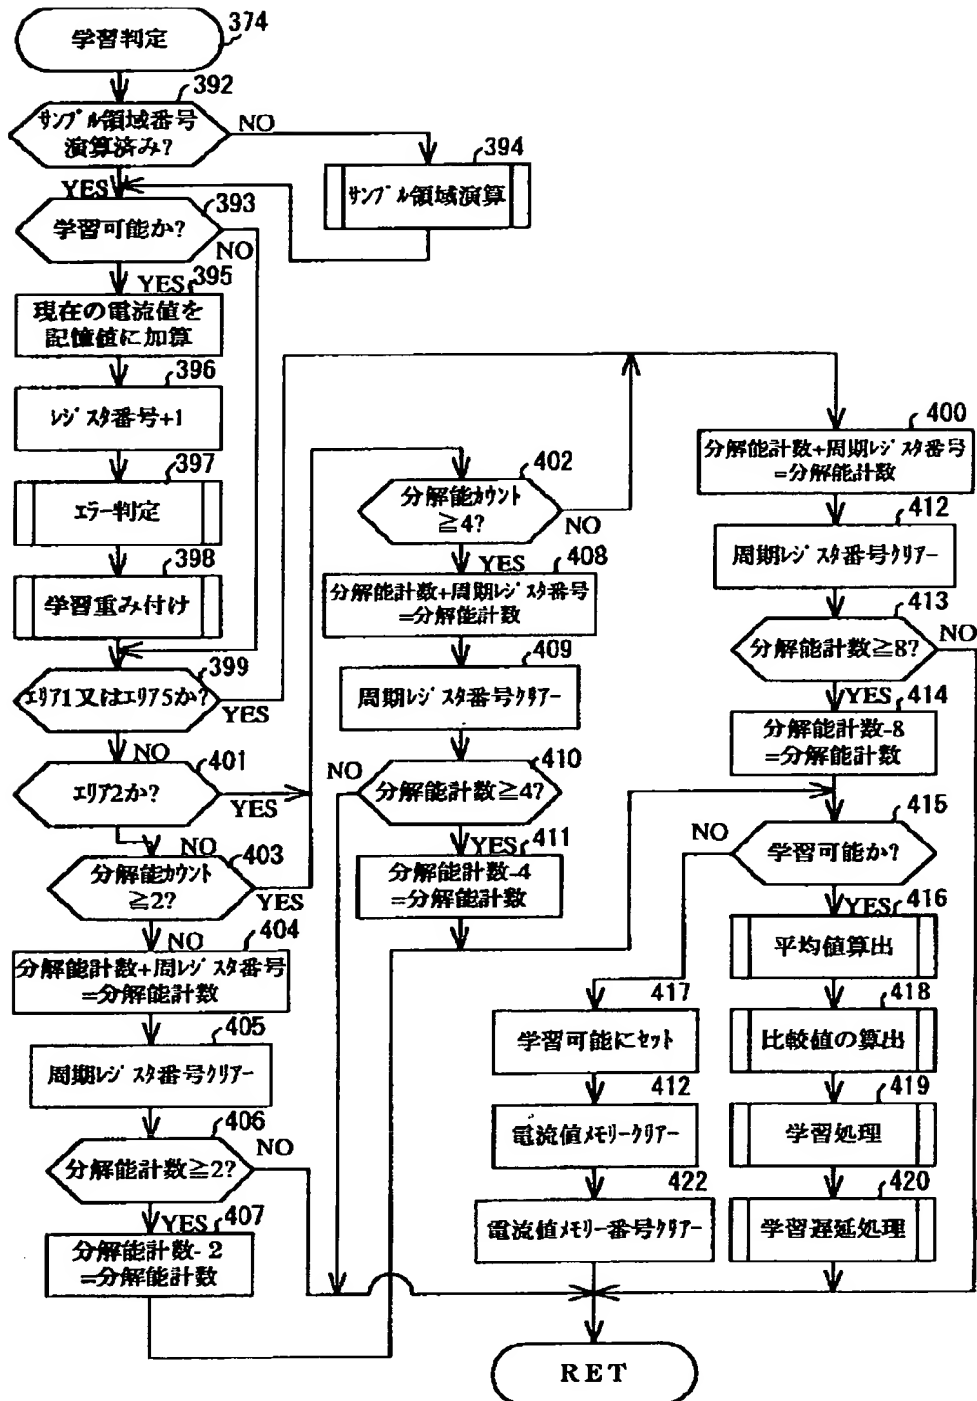 学習判定
374
392
サンプル領域番号
演算済み?
NO
394
サンプル領域演算
YES
393
学習可能か?
NO
YES
395
現在の電流値を
記憶値に加算
396
レジスタ番号+1
397
エラー判定
398
学習重み付け
399
エリア1又はエリア5か?
YES
NO
401
エリア2か?
YES
NO
403
分解能カウント
≧2?
YES
NO
404
分解能計数+周レジスタ番号
=分解能計数
405
周期レジスタ番号クリアー
406
分解能計数≧2?
NO
YES
407
分解能計数-2
=分解能計数
402
分解能カウント
≧4?
NO
YES
408
分解能計数+周期レジスタ番号
=分解能計数
409
周期レジスタ番号クリアー
NO
410
分解能計数≧4?
YES
411
分解能計数-4
=分解能計数
400
分解能計数+周期レジスタ番号
=分解能計数
412
周期レジスタ番号クリアー
413
分解能計数≧8?
NO
YES
414
分解能計数-8
=分解能計数
415
NO
学習可能か?
YES
416
平均値算出
417
学習可能にセット
418
比較値の算出
412
電流値メモリークリアー
419
学習処理
422
電流値メモリー番号クリアー
420
学習遅延処理
RET